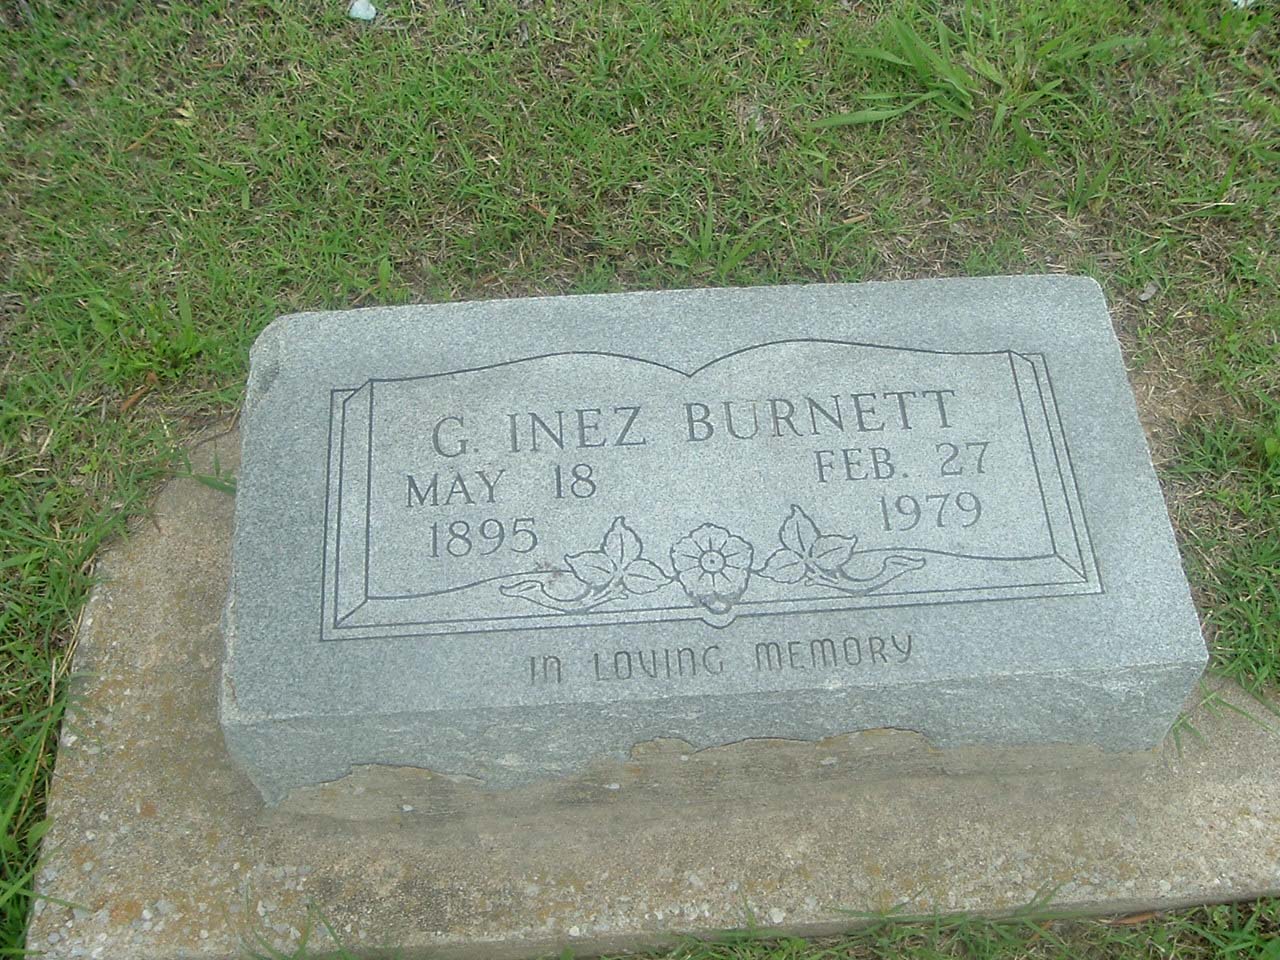 G. INEZ BURNETT
MAY 18 FEB. 27
1895 1979
IN LOVING MEMORY